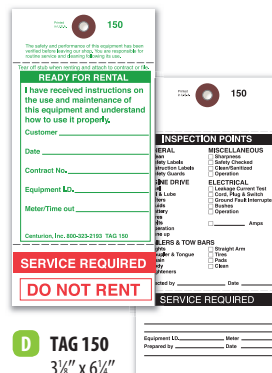 150
The safety and performance of this equipment has been
verified before leaving our shop. You are responsible for
routine service and cleaning following its use.
Tear off stub when renting and attach to contract or file.
READY FOR RENTAL
I have received instructions on
the use and maintenance of
this equipment and understand
how to use it properly.
Customer
Date
Contract No.
Equipment I.D.
Meter/Time out
Centurion, Inc. 800-323-2193 TAG 150
SERVICE REQUIRED
DO NOT RENT
150
INSPECTION POINTS
MISCELLANEOUS
Sharpness
Safety Labels Safety Checked
Clean/Sanitized
Operation
ELECTRICAL
Leakage Current Test
Cord, Plug & Switch
Ground Fault Interrupte
Bushes
Operation
Amps
& TOW BARS
Straight Arm
& Tongue Tires
Pads
Clean
Date
SERVICE REQUIRED
Equipment I.D. Meter
Prepared by Date
D TAG 150
3⅛" x 6¼"